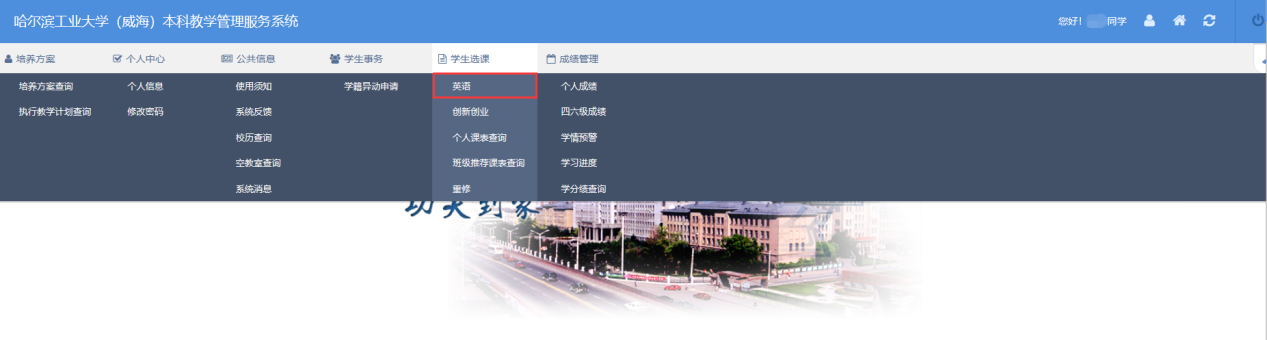 哈尔滨工业大学（威海）本科教学管理服务系统
您好! 同学
培养方案 个人中心 公共信息 学生事务 学生选课 成绩管理
培养方案查询 个人信息 使用须知 学籍异动申请 英语 个人成绩
执行教学计划查询 修改密码 系统反馈 创新创业 四六级成绩
校历查询 个人课表查询 学情预警
空教室查询 班级推荐课表查询 学习进度
系统消息 重修 学分绩查询
功夫到家